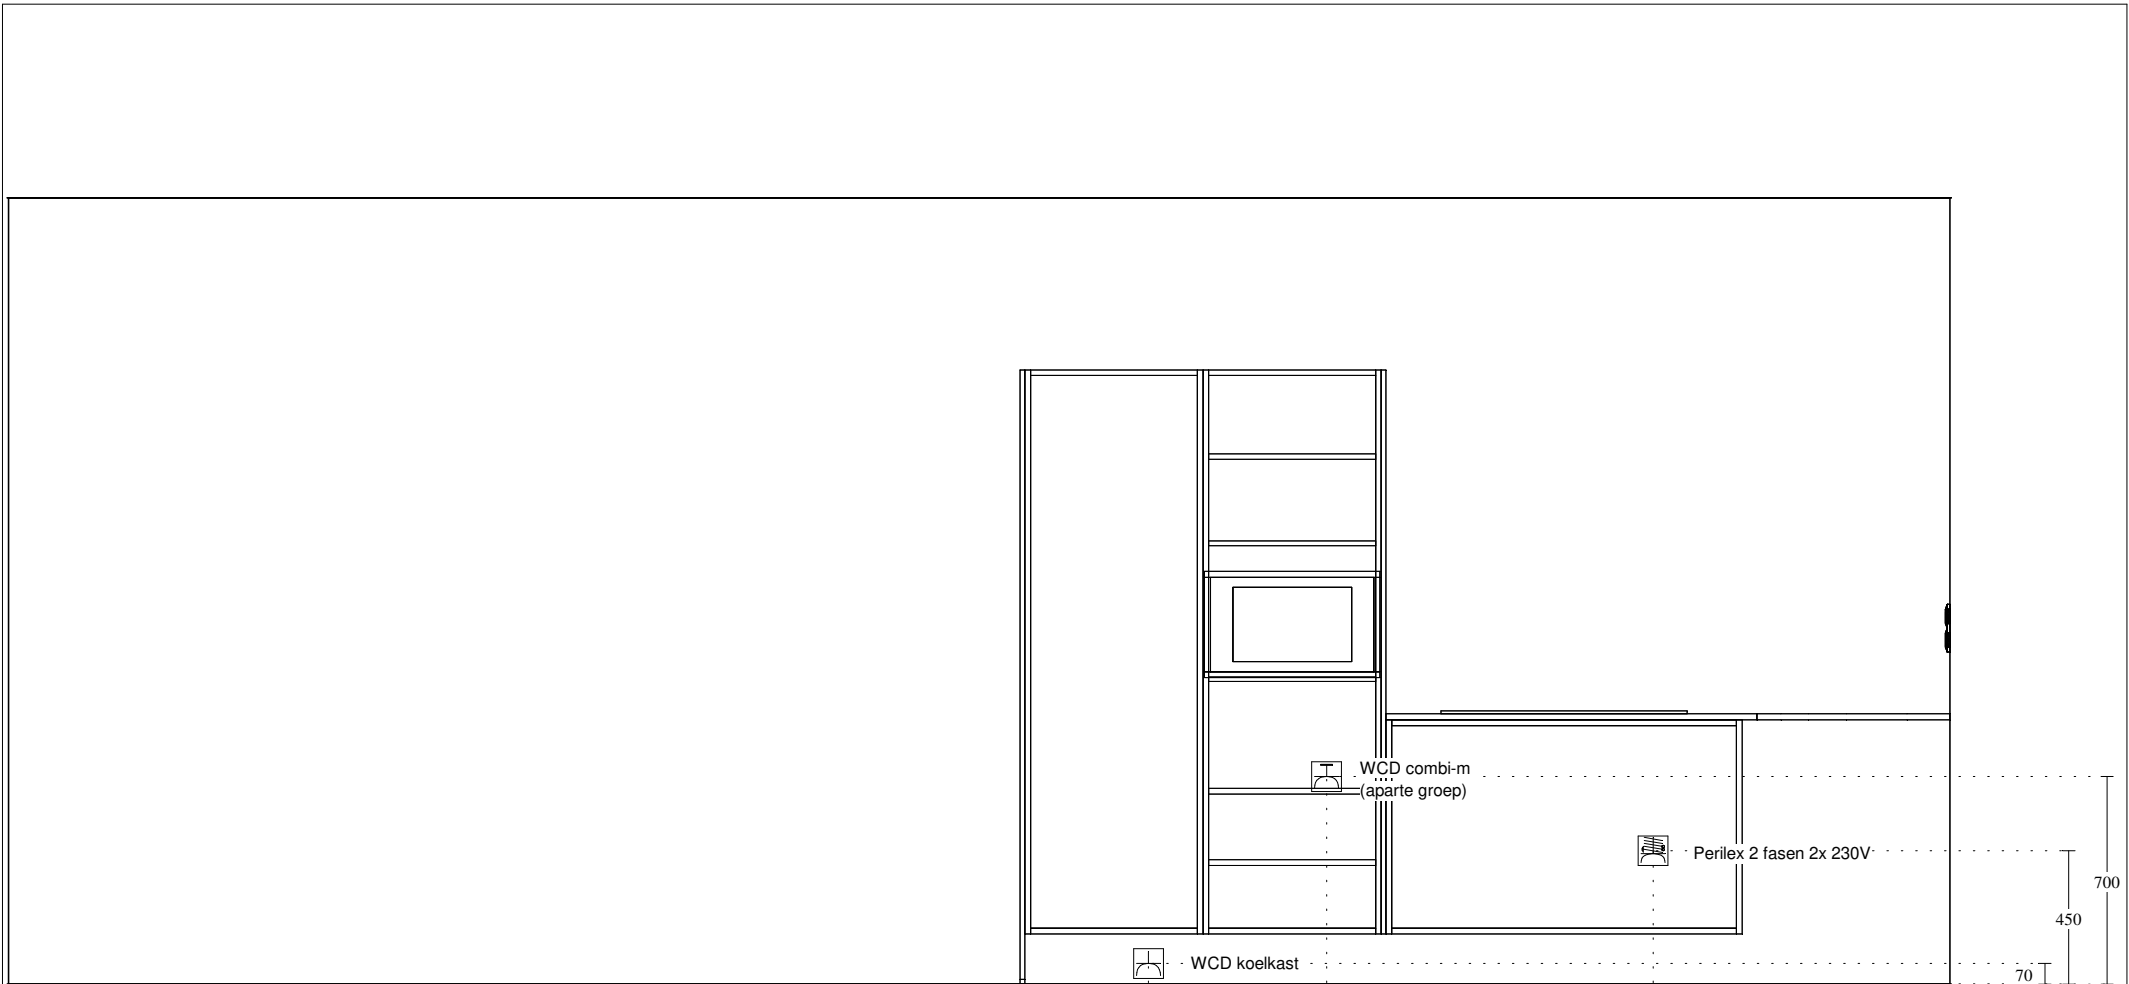 WCD combi-m
(aparte groep)
Perilex 2 fasen 2x 230V
700
450
WCD koelkast
70